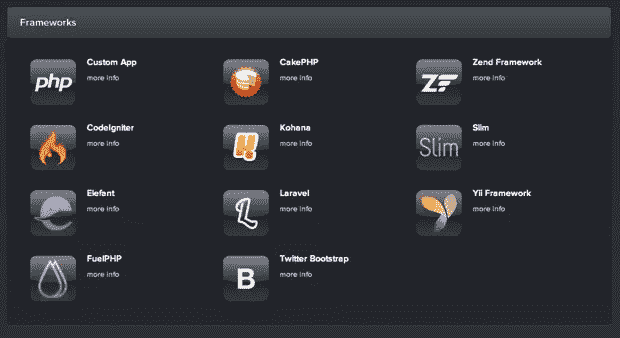 Frameworks
php
Custom App
more info
CakePHP
more info
ZF
Zend Framework
more info
CodeIgniter
more info
Kohana
more info
Slim
Slim
more info
Elefant
more info
L
Laravel
more info
Yii Framework
more info
FuelPHP
more info
B
Twitter Bootstrap
more info